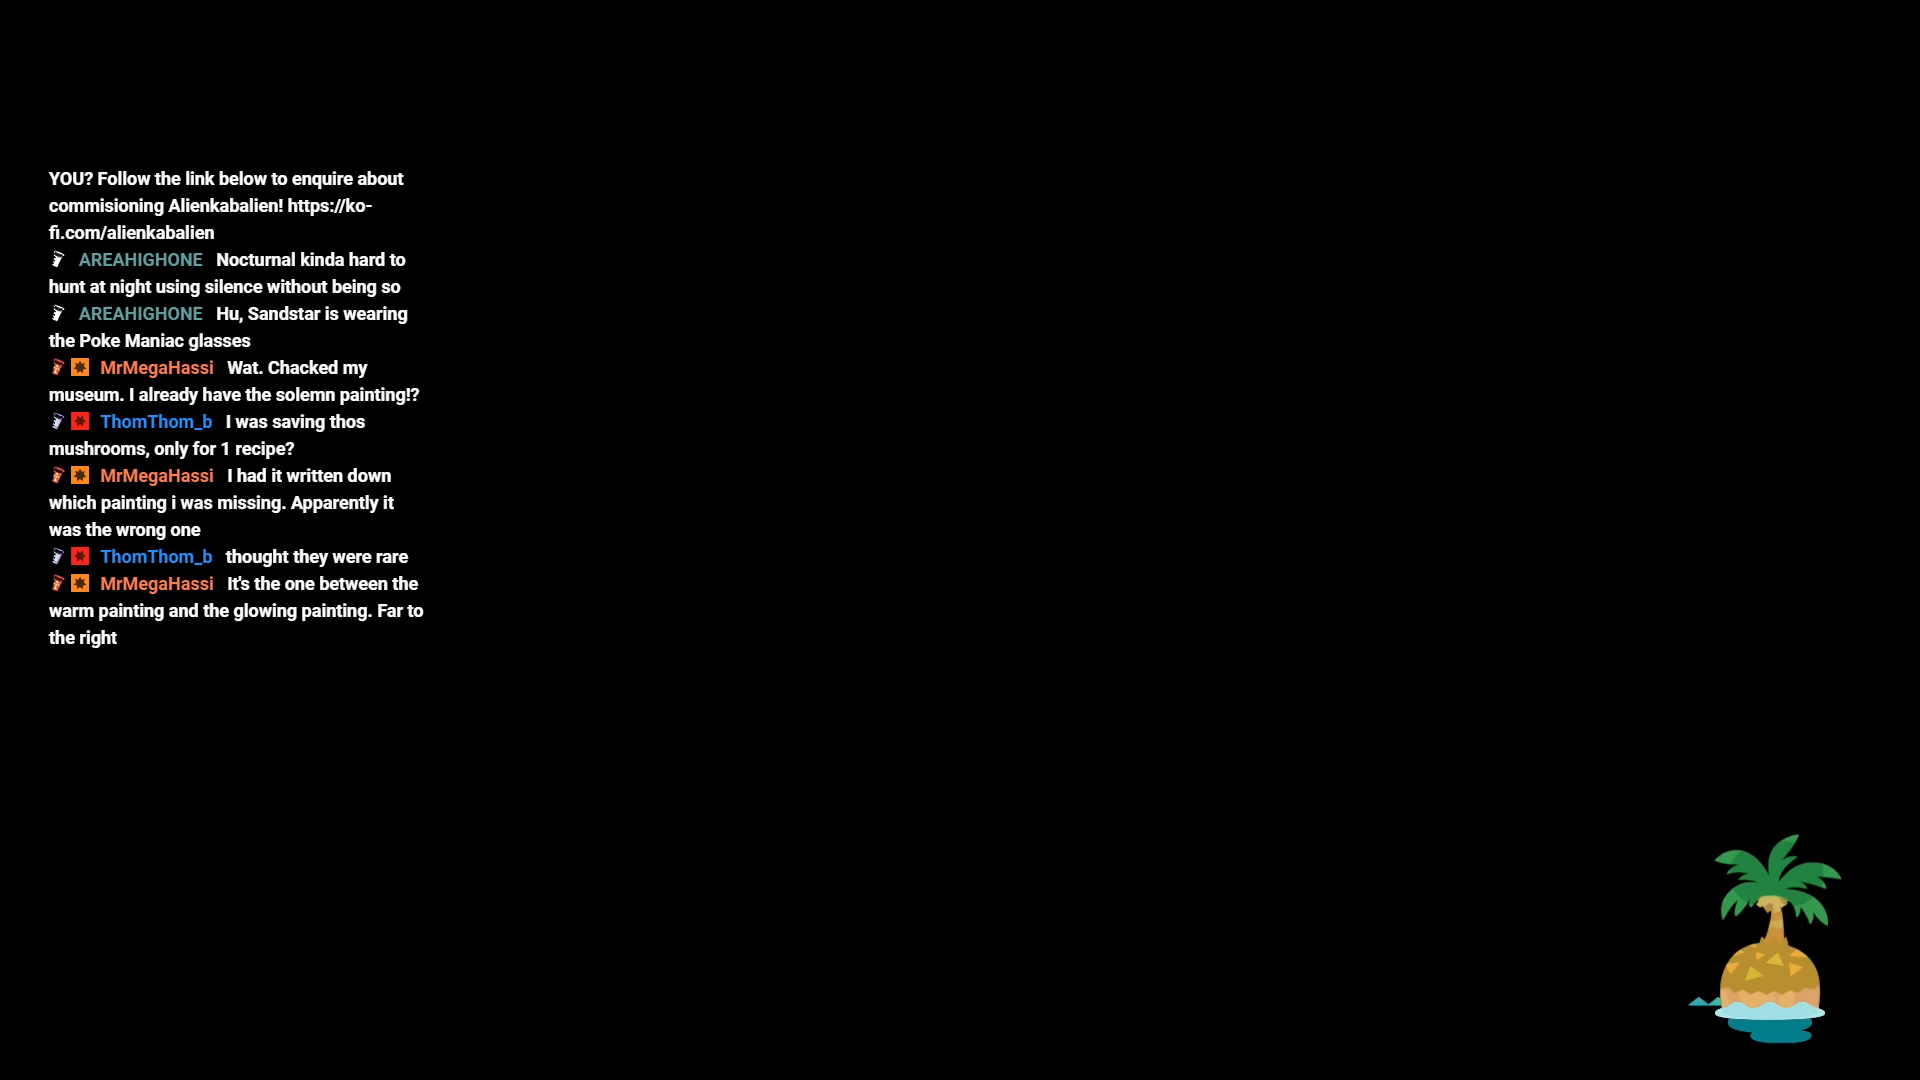 YOU? Follow the link below to enquire about
commisioning Alienkabalien! https://ko-
fi.com/alienkabalien
AREAHIGHONE Nocturnal kinda hard to
hunt at night using silence without being so
AREAHIGHONE Hu, Sandstar is wearing
the Poke Maniac glasses
MrMegaHassi Wat. Chacked my
museum. I already have the solemn painting!?
ThomThom_b I was saving thos
mushrooms, only for 1 recipe?
MrMegaHassi I had it written down
which painting i was missing. Apparently it
was the wrong one
ThomThom_b thought they were rare
MrMegaHassi It's the one between the
warm painting and the glowing painting. Far to
the right